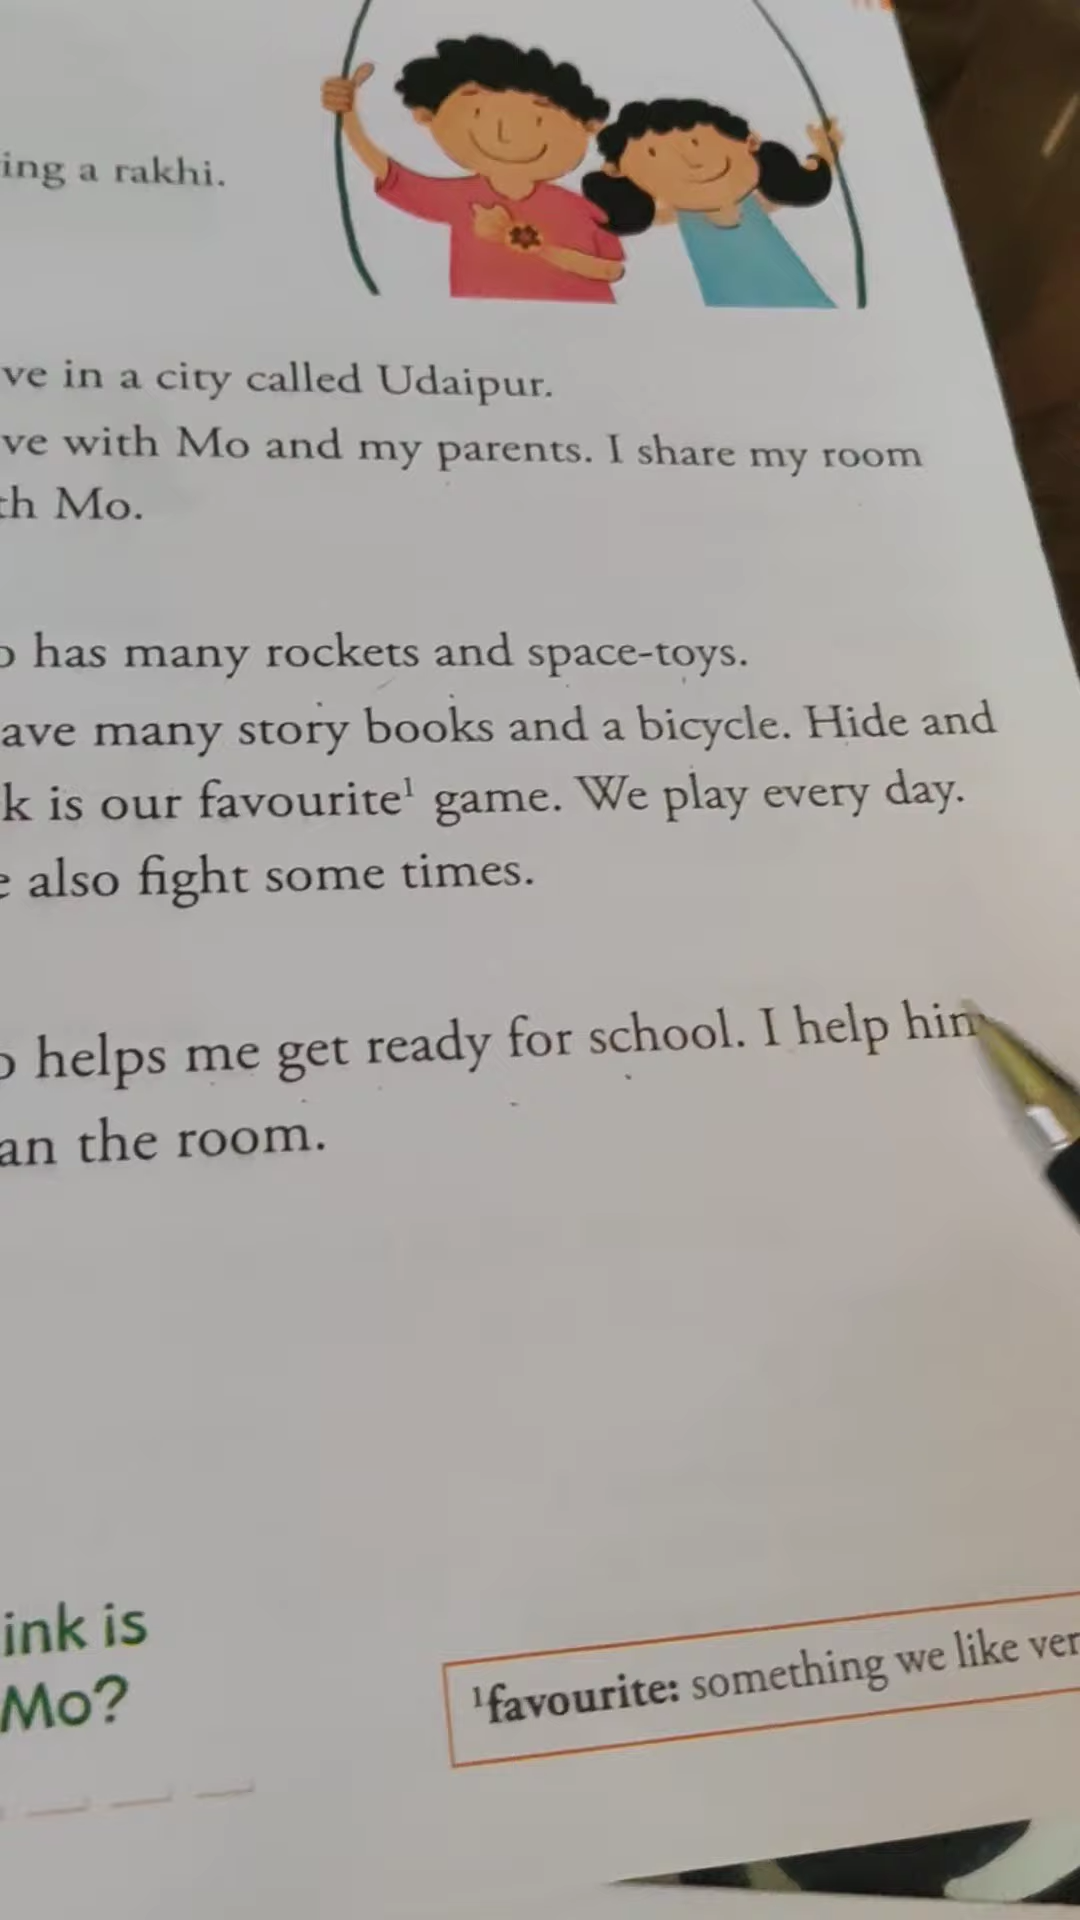 ing a rakhi.
ve in a city called Udaipur.
ve with Mo and my parents. I share my room
th Mo.
o has many rockets and space-toys.
ave many story books and a bicycle. Hide and
k is our favourite¹ game. We play every day.
e also fight some times.
o helps me get ready for school. I help him
an the room.
ink is
Mo?
¹favourite: something we like ver